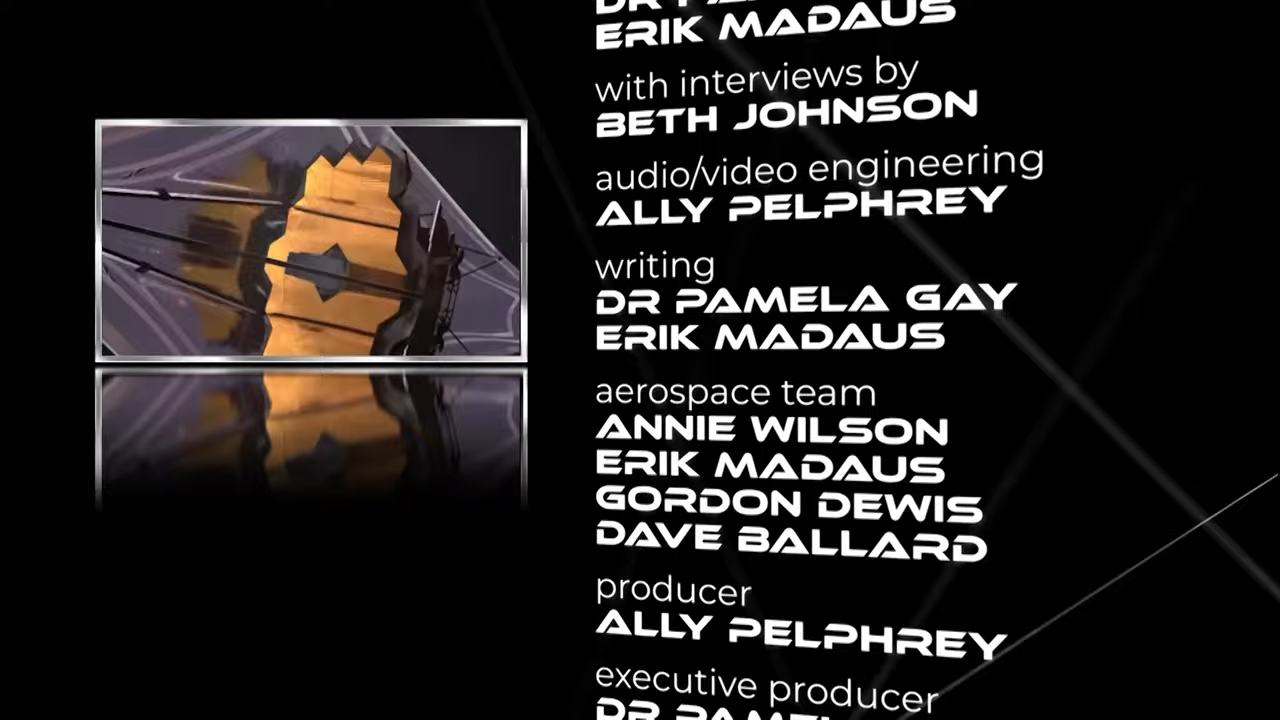 ERIK MADAUS
with interviews by
BETH JOHNSON
audio/video engineering
ALLY PELPHREY
writing
DR PAMELA GAY
ERIK MADAUS
aerospace team
ANNIE WILSON
ERIK MADAUS
GORDON DEWIS
DAVE BALLARD
producer
ALLY PELPHREY
executive producer
DR